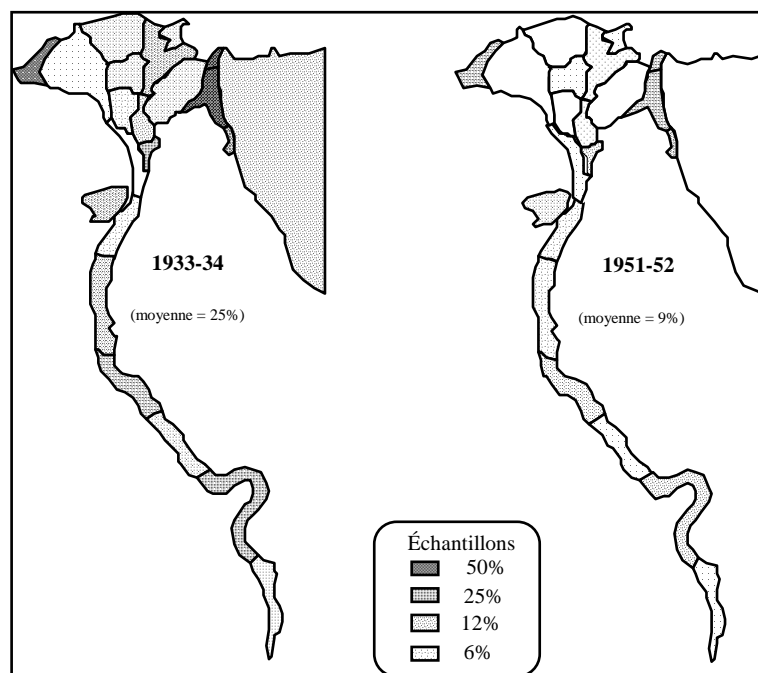 1933-34
(moyenne = 25%)
1951-52
(moyenne = 9%)
Échantillons
50%
25%
12%
6%